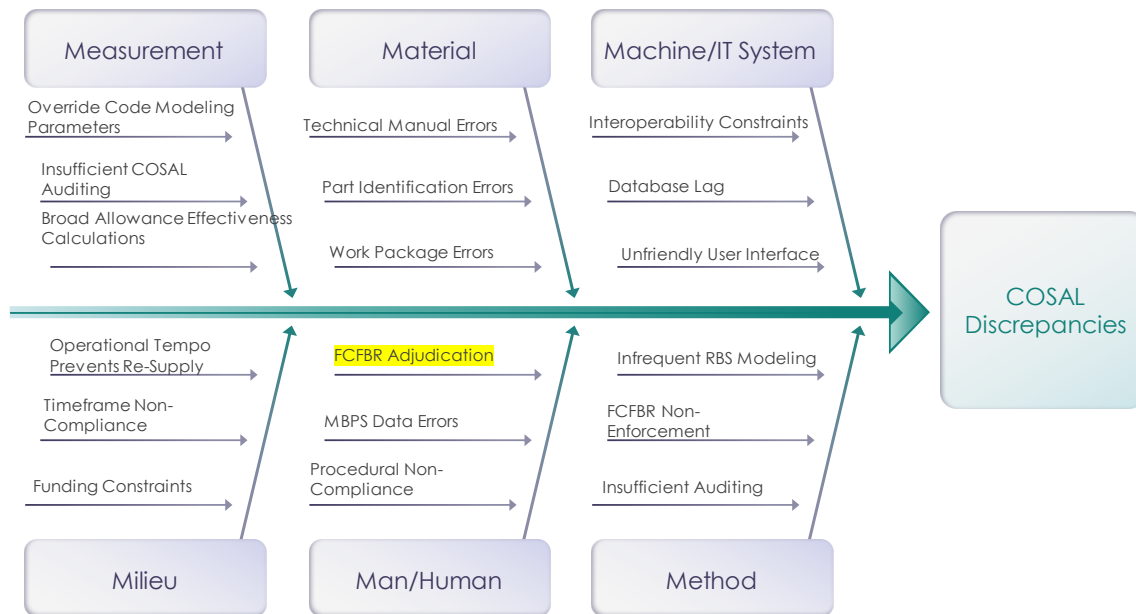 Measurement
Material
Machine/IT System
Override Code Modeling
Parameters
Insufficient COSAL
Auditing
Broad Allowance Effectiveness
Calculations
Technical Manual Errors
Part Identification Errors
Work Package Errors
Interoperability Constraints
Database Lag
Unfriendly User Interface
COSAL
Discrepancies
Operational Tempo
Prevents Re-Supply
Timeframe Non-
Compliance
Funding Constraints
FCFBR Adjudication
MBPS Data Errors
Procedural Non-
Compliance
Infrequent RBS Modeling
FCFBR Non-
Enforcement
Insufficient Auditing
Milieu
Man/Human
Method